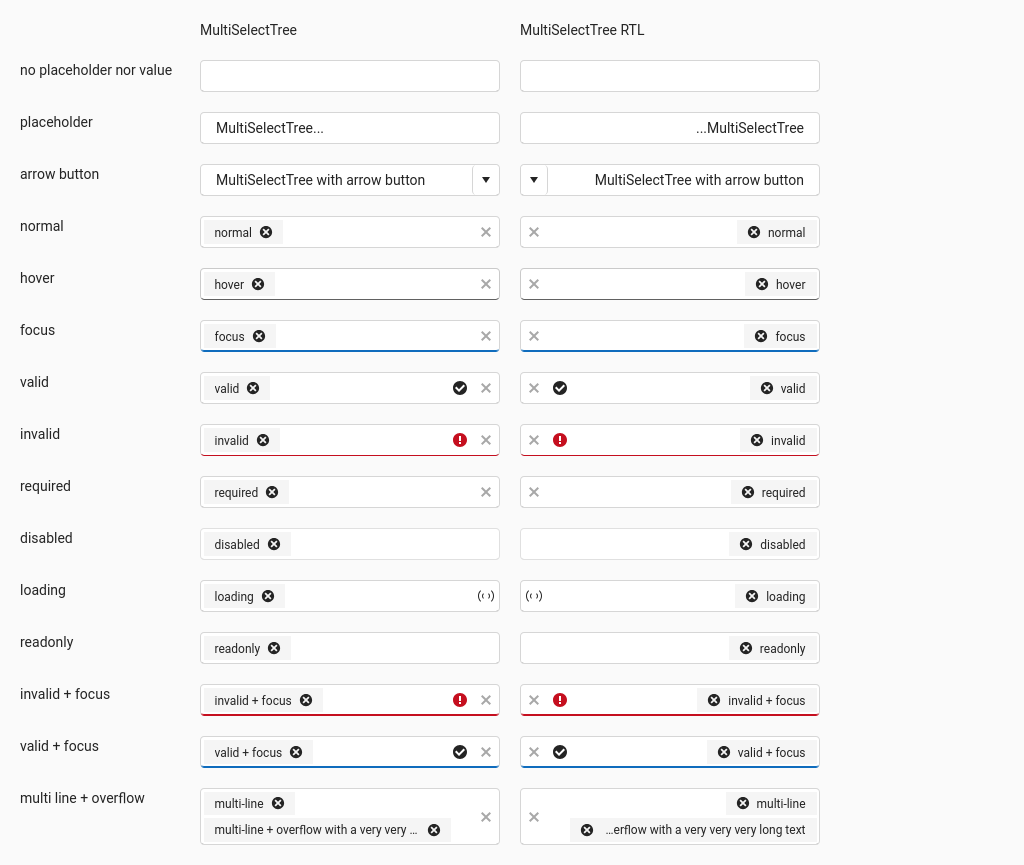 MultiSelectTree MultiSelectTree RTL
no placeholder nor value
placeholder MultiSelectTree... ...MultiSelectTree
arrow button MultiSelectTree with arrow button MultiSelectTree with arrow button
normal normal normal
hover hover hover
focus focus focus
valid valid valid
invalid invalid invalid
required required required
disabled disabled disabled
loading loading loading
readonly readonly readonly
invalid + focus invalid + focus invalid + focus
valid + focus valid + focus valid + focus
multi line + overflow multi-line multi-line
multi-line + overflow with a very very ... ...erflow with a very very very long text